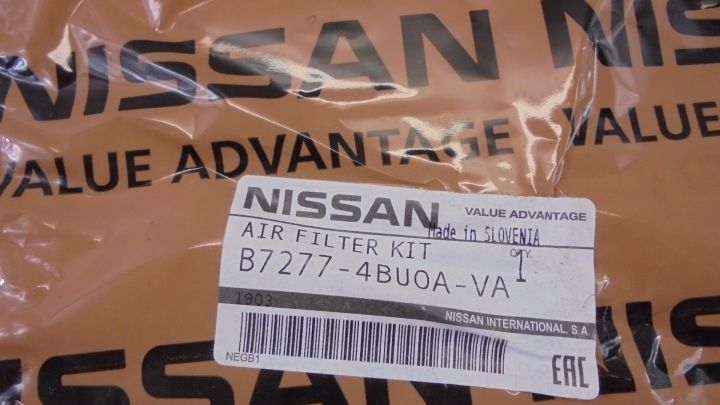 NISSAN NIS
VALUE ADVANTAGE VALUE
NISSAN VALUE ADVANTAGE
Made in SLOVENIA
AIR FILTER KIT
QTY
B7277-4BU0A-VA 1
1903
NISSAN INTERNATIONAL. S.A.
NEGB1
EAC
NISSAN NISSAN